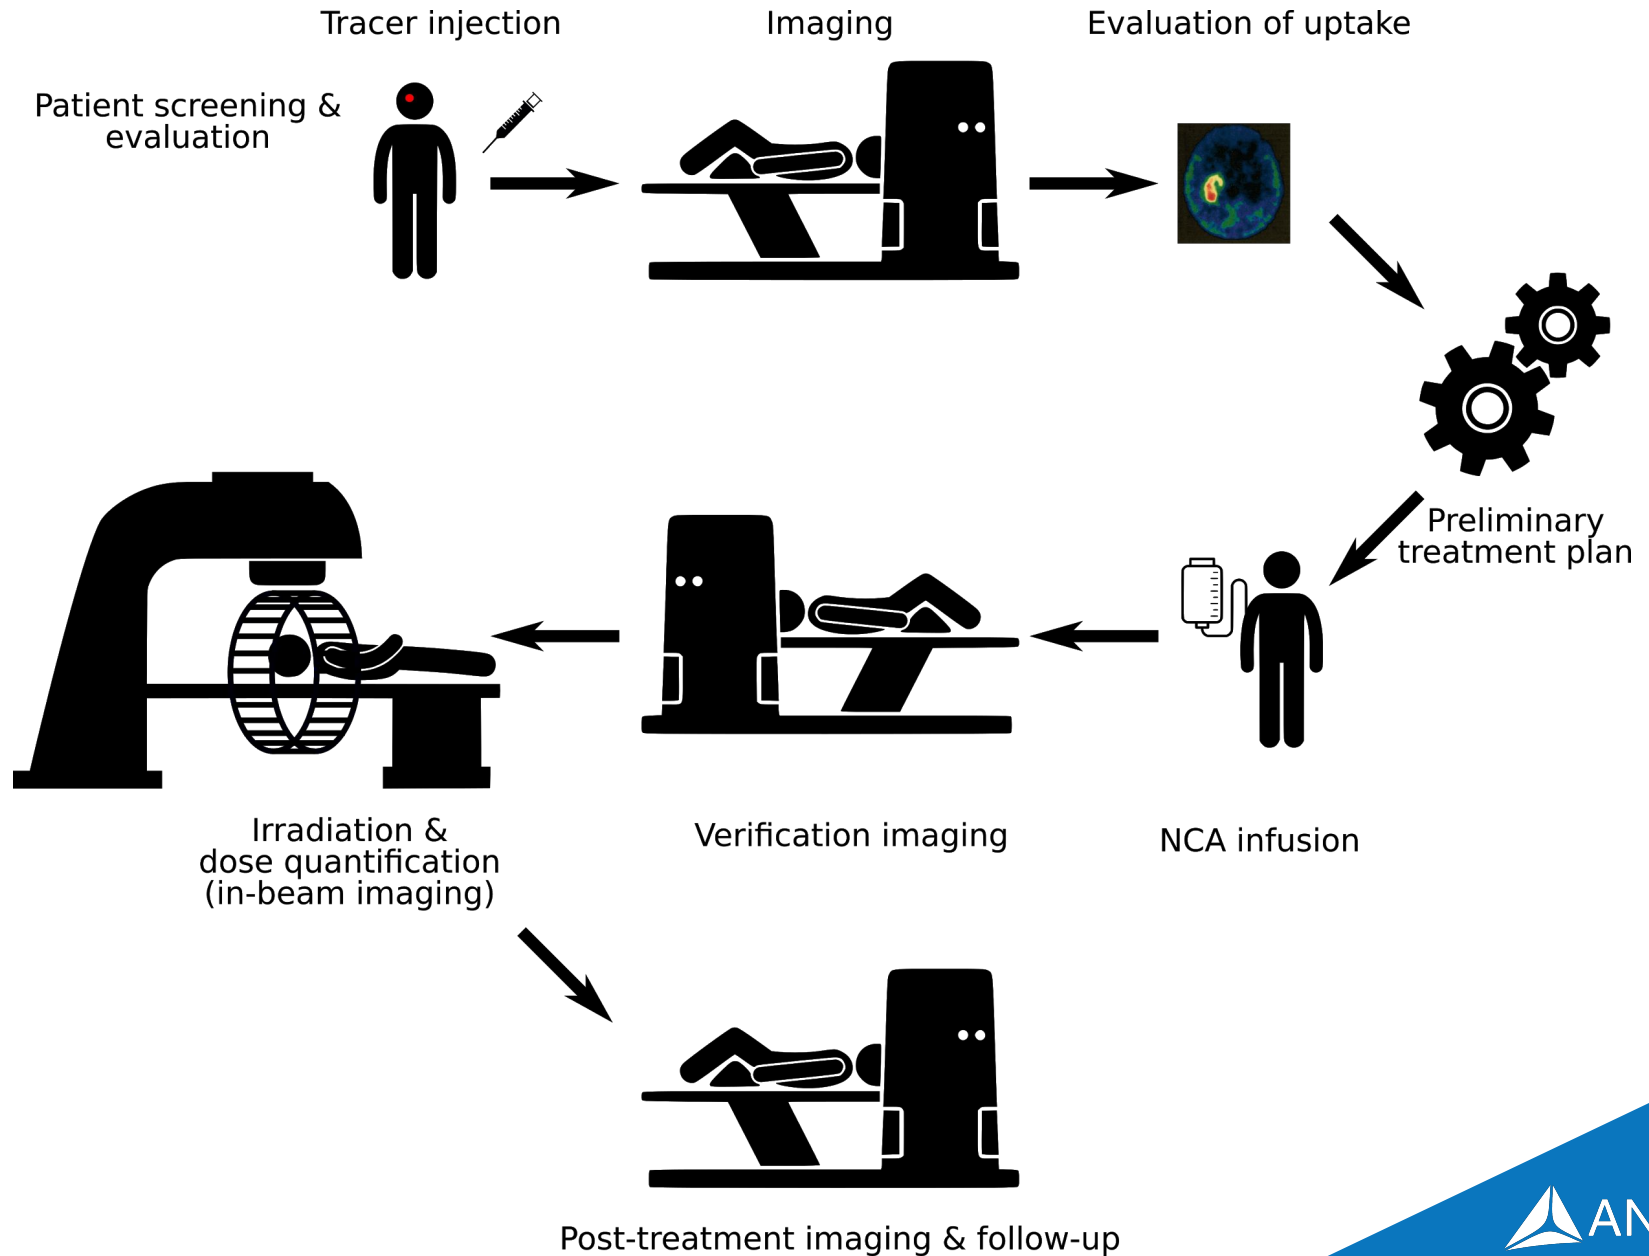 Tracer injection
Imaging
Evaluation of uptake
Patient screening &
evaluation
Preliminary
treatment plan
Irradiation &
dose quantification
(in-beam imaging)
Verification imaging
NCA infusion
Post-treatment imaging & follow-up